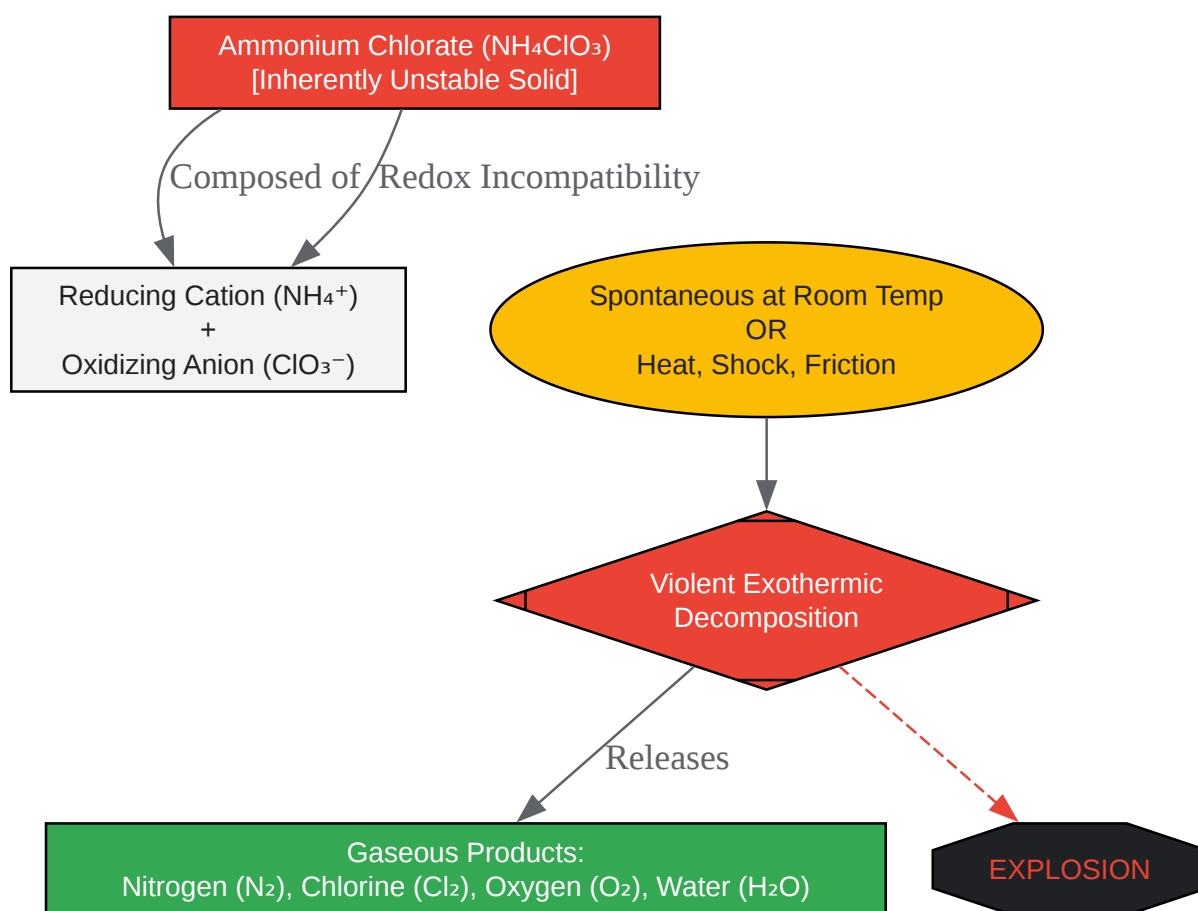 Ammonium Chlorate (NH₄ClO₃)
[Inherently Unstable Solid]
Composed of
Redox Incompatibility
Reducing Cation (NH₄⁺)
+
Oxidizing Anion (ClO₃⁻)
Spontaneous at Room Temp
OR
Heat, Shock, Friction
Violent Exothermic
Decomposition
Releases
Gaseous Products:
Nitrogen (N₂), Chlorine (Cl₂), Oxygen (O₂), Water (H₂O)
EXPLOSION